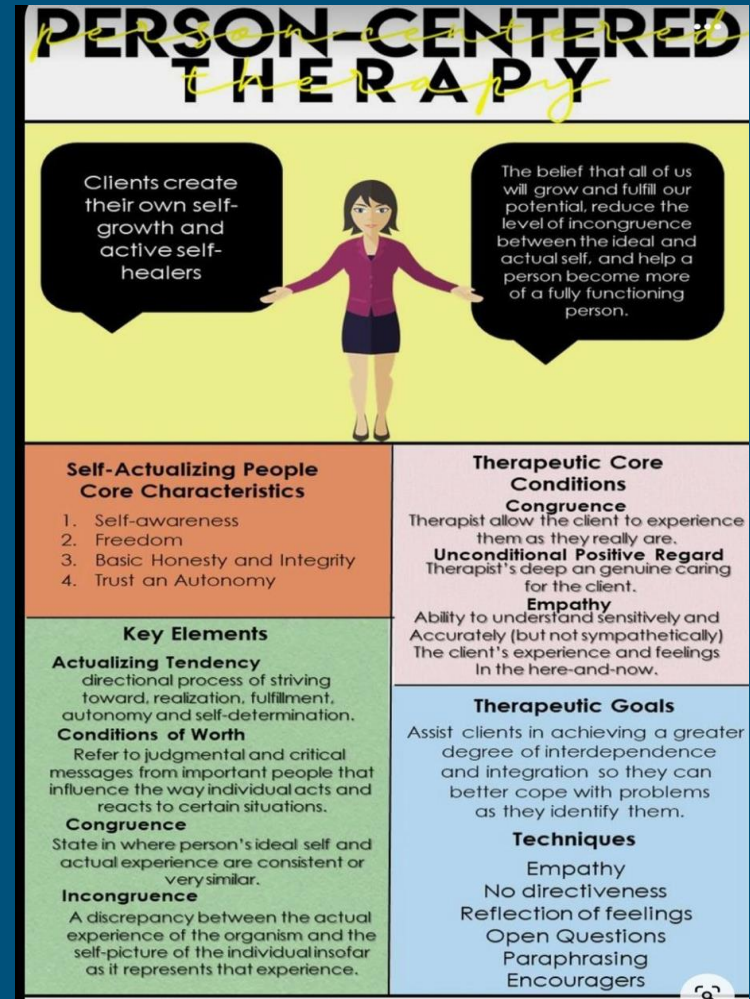 PERSON-CENTERED
person-centered
THERAPY
therapy
Clients create
their own self-
growth and
active self-
healers
The belief that all of us
will grow and fulfill our
potential, reduce the
level of incongruence
between the ideal and
actual self, and help a
person become more
of a fully functioning
person.
Self-Actualizing People
Core Characteristics
1. Self-awareness
2. Freedom
3. Basic Honesty and Integrity
4. Trust an Autonomy
Key Elements
Actualizing Tendency
directional process of striving
toward, realization, fulfillment,
autonomy and self-determination.
Conditions of Worth
Refer to judgmental and critical
messages from important people that
influence the way individual acts and
reacts to certain situations.
Congruence
State in where person's ideal self and
actual experience are consistent or
very similar.
Incongruence
A discrepancy between the actual
experience of the organism and the
self-picture of the individual insofar
as it represents that experience.
Therapeutic Core
Conditions
Congruence
Therapist allow the client to experience
them as they really are.
Unconditional Positive Regard
Therapist's deep an genuine caring
for the client.
Empathy
Ability to understand sensitively and
Accurately (but not sympathetically)
The client's experience and feelings
In the here-and-now.
Therapeutic Goals
Assist clients in achieving a greater
degree of interdependence
and integration so they can
better cope with problems
as they identify them.
Techniques
Empathy
No directiveness
Reflection of feelings
Open Questions
Paraphrasing
Encouragers